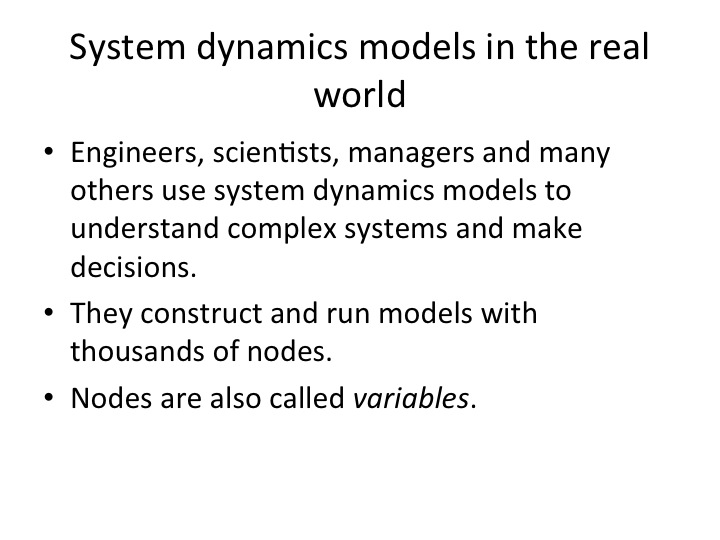 System dynamics models in the real
world
• Engineers, scientists, managers and many
others use system dynamics models to
understand complex systems and make
decisions.
• They construct and run models with
thousands of nodes.
• Nodes are also called variables.